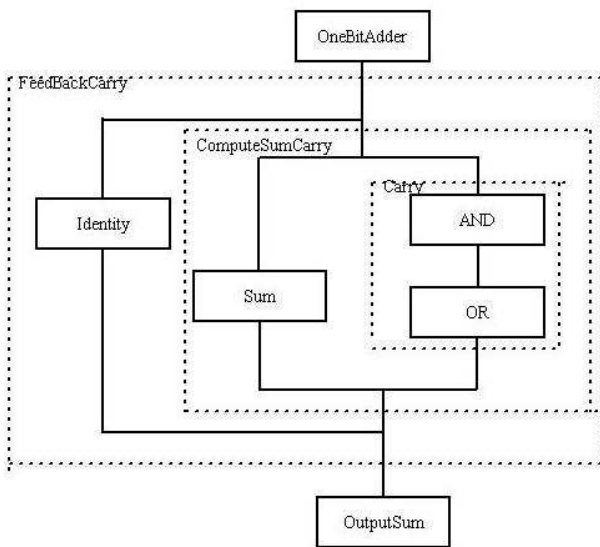 OneBitAdder
FeedBackCarry
ComputeSumCarry
Carry
Identity
AND
Sum
OR
OutputSum